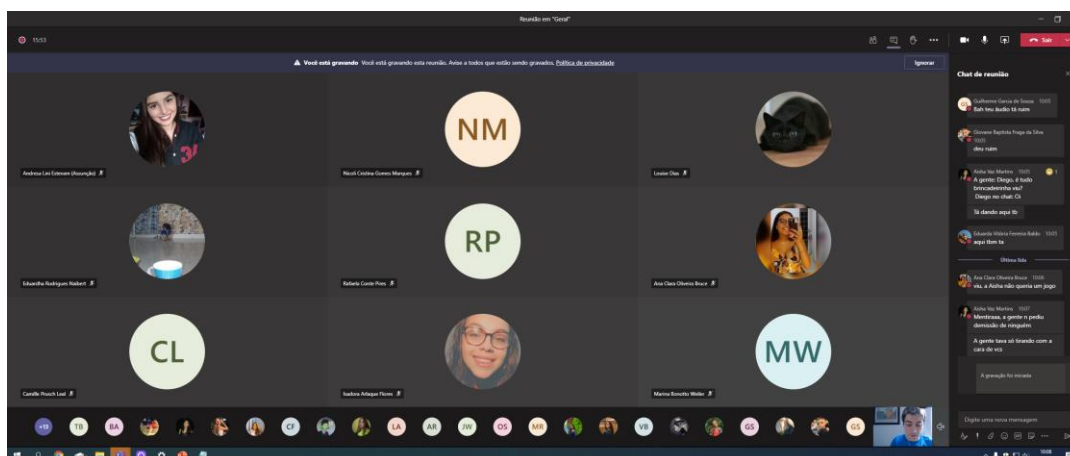 Reunião em "Geral"
15:53
Sair
Você está gravando Você está gravando esta reunião. Avise a todos que estão sendo gravados. Política de privacidade
Ignorar
NM
Andresa Lini Estevam (Assunção)
Nicoli Cristina Gomes Marques
Louise Dias
RP
Eduardha Rodrigues Naibert
Rafaela Conte Pires
Ana Clara Oliveira Bruce
CL
MW
Camille Prusch Leal
Isadora Arlaque Flores
Marina Bonotto Weiler
+19
TB
BA
CF
LA
AR
JW
OS
MR
VB
GS
GS
Chat de reunião
Guilherme Garcia de Souza 10:05
Bah teu áudio tá ruim
Giovane Baptista Fraga da Silva
10:05
deu ruim
Aisha Vaz Martins 10:05
1
A gente: Diego, é tudo
brincadeirinha viu?
Diego no chat: Ci
Tá dando aqui tb
Eduarda Vitória Ferreira Baldo 10:05
aqui tbm ta
Última lida
Ana Clara Oliveira Bruce 10:06
viu, a Aisha não queria um jogo
Aisha Vaz Martins 10:07
Mentiraaa, a gente n pediu
demissão de ninguém
A gente tava só tirando com a
cara de vcs
A gravação foi iniciada
Digite uma nova mensagem
10:08